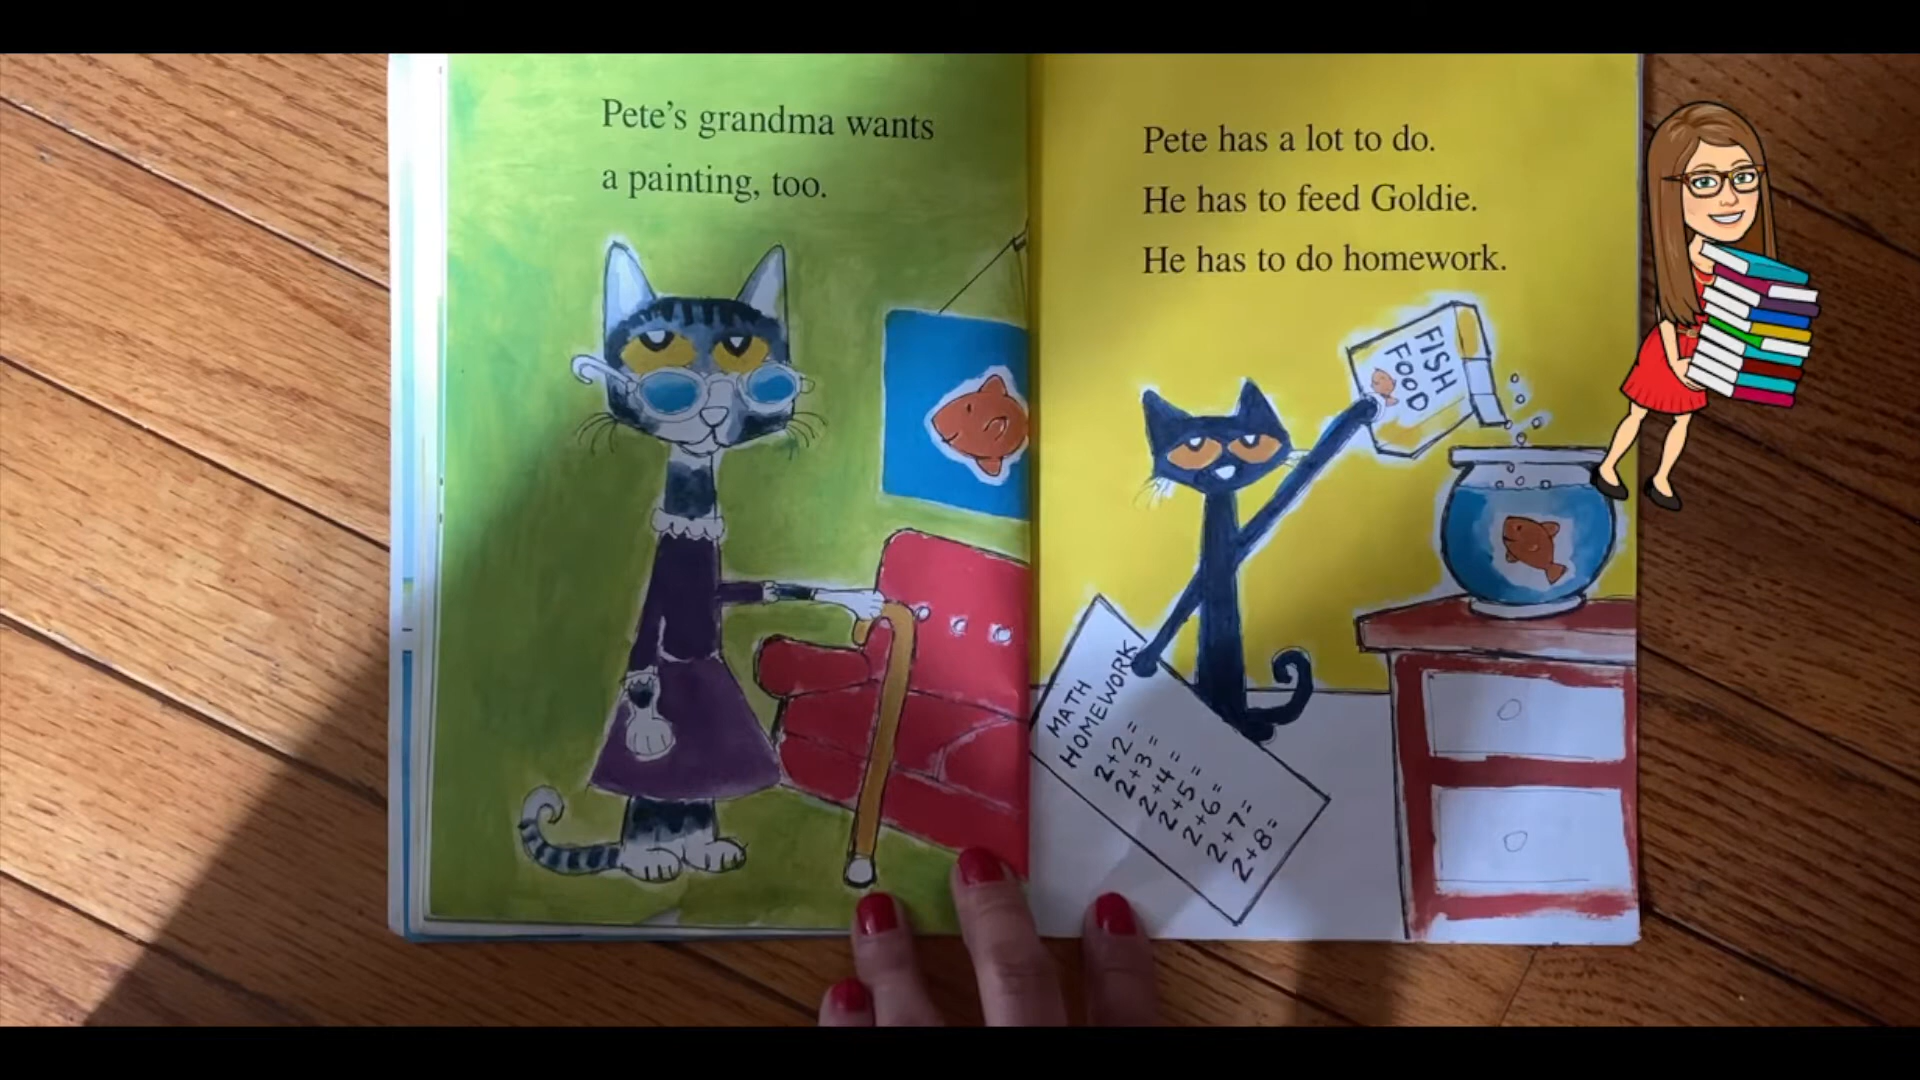 Pete's grandma wants
a painting, too.
Pete has a lot to do.
He has to feed Goldie.
He has to do homework.
FISH
FOOD
MATH
HOMEWORK
2+2=
2+3=
2+4=
2+5=
2+6=
2+7=
2+8=